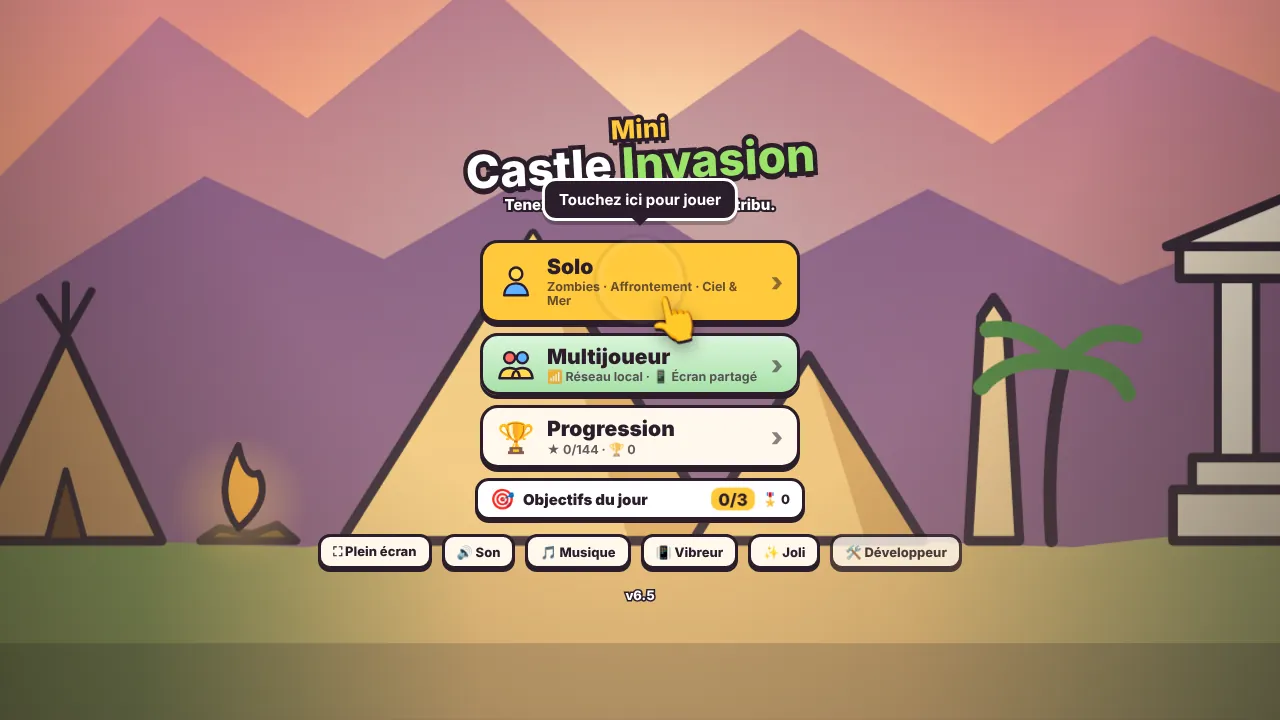 Mini
Castle Invasion
Touchez ici pour jouer
tribu.
Solo
Zombies · Affrontement · Ciel &
Mer
Multijoueur
Réseau local · Écran partagé
Progression
★ 0/144 · 🏆 0
Objectifs du jour 0/3 0
Plein écran Son Musique Vibreur Joli Développeur
v6.5